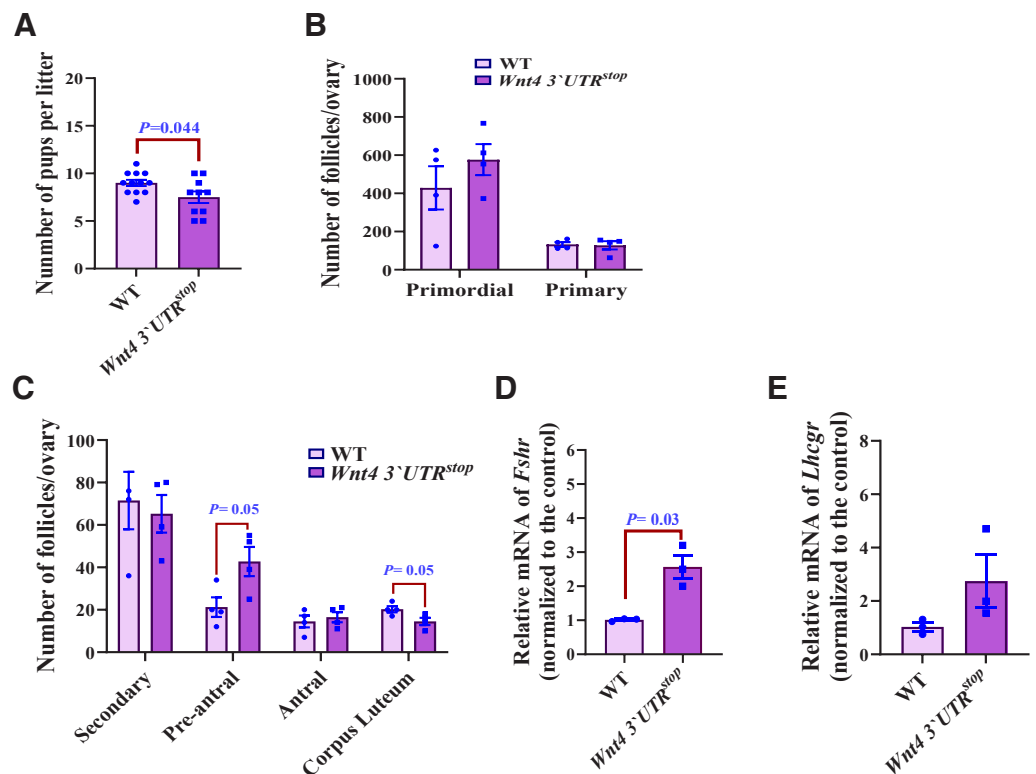 A
Nunmber of pups per litter
20
15
10
5
0
P=0.044
WT
Wnt4 3`UTRstop
B
Number of follicles/ovary
1000
800
600
400
200
0
WT
Wnt4 3`UTRstop
Primordial
Primary
C
Number of follicles/ovary
100
80
60
40
20
0
WT
Wnt4 3`UTRstop
P= 0.05
P= 0.05
Secondary
Pre-antral
Antral
Corpus Luteum
D
Relative mRNA of Fshr
(normalized to the control)
6
5
4
3
2
1
0
P= 0.03
WT
Wnt4 3`UTRstop
E
Relative mRNA of Lhcgr
(normalized to the control)
8
6
4
2
0
WT
Wnt4 3`UTRstop